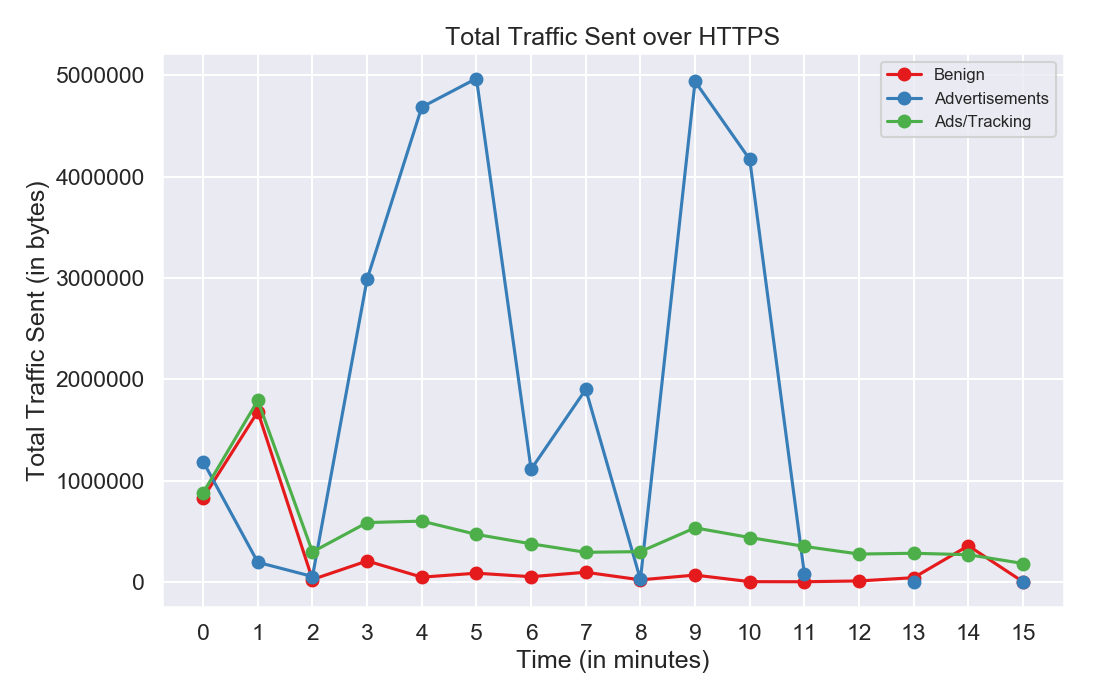 Total Traffic Sent over HTTPS
Benign
Advertisements
Ads/Tracking
Total Traffic Sent (in bytes)
5000000
4000000
3000000
2000000
1000000
0
0 1 2 3 4 5 6 7 8 9 10 11 12 13 14 15
Time (in minutes)